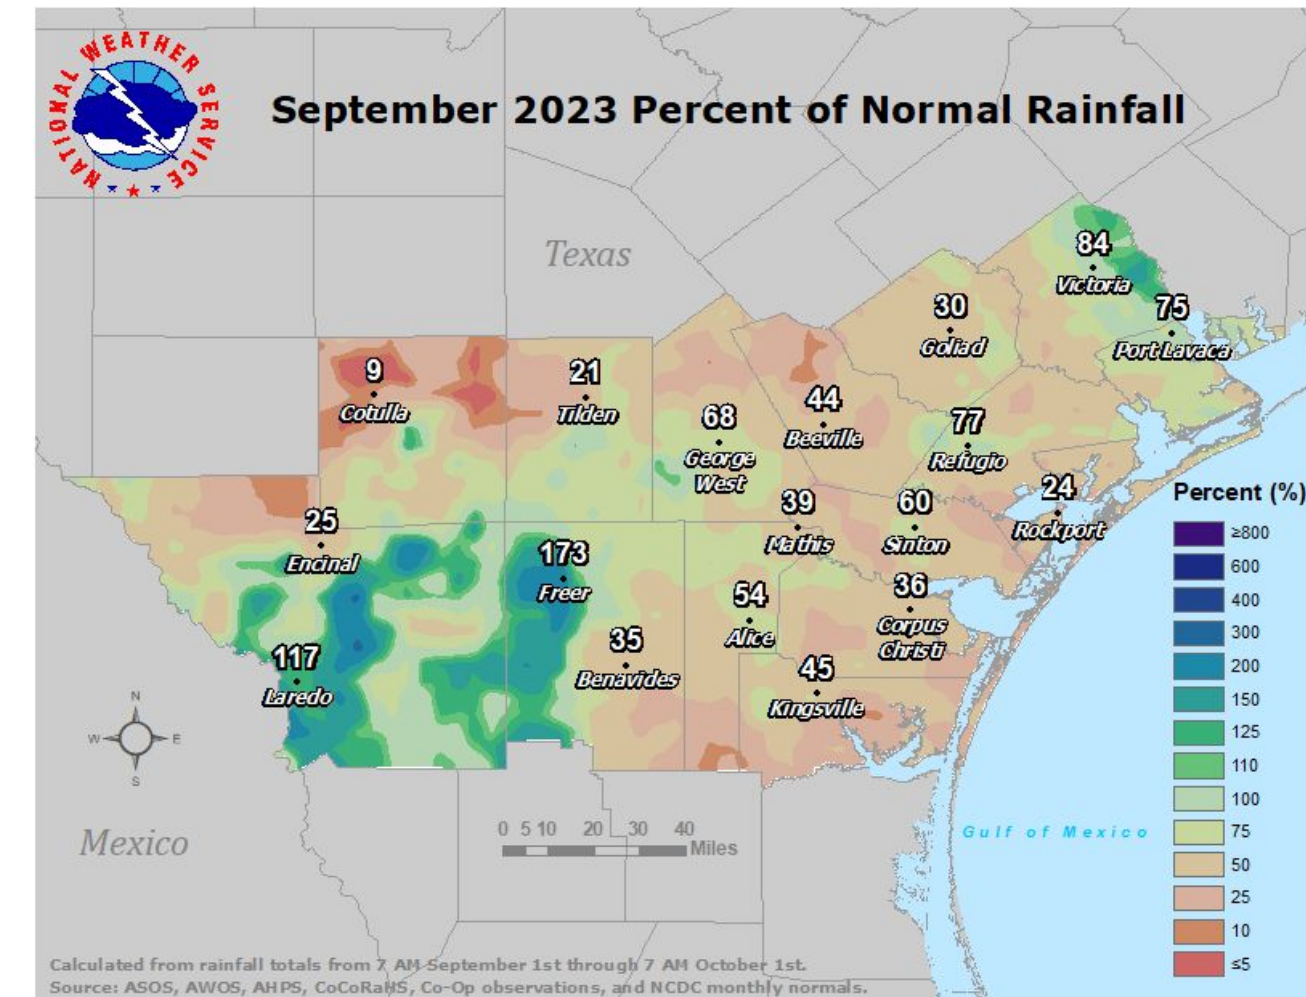 NATIONAL WEATHER SERVICE
September 2023 Percent of Normal Rainfall
Texas
84
Victoria
75
Port Lavaca
30
Goliad
9
Cotulla
21
Tilden
68
George
West
44
Beeville
77
Refugio
24
Rockport
25
Encinal
39
Mathis
60
Sinton
173
Freer
54
Alice
36
Corpus
Christi
117
Laredo
35
Benavides
45
Kingsville
Percent (%)
≥800
600
400
300
200
150
125
110
100
75
50
25
10
≤5
N
W
E
S
Mexico
0 5 10 20 30 40
Miles
Gulf of Mexico
Calculated from rainfall totals from 7 AM September 1st through 7 AM October 1st.
Source: ASOS, AWOS, AHPS, CoCoRaHS, Co-Op observations, and NCDC monthly normals.